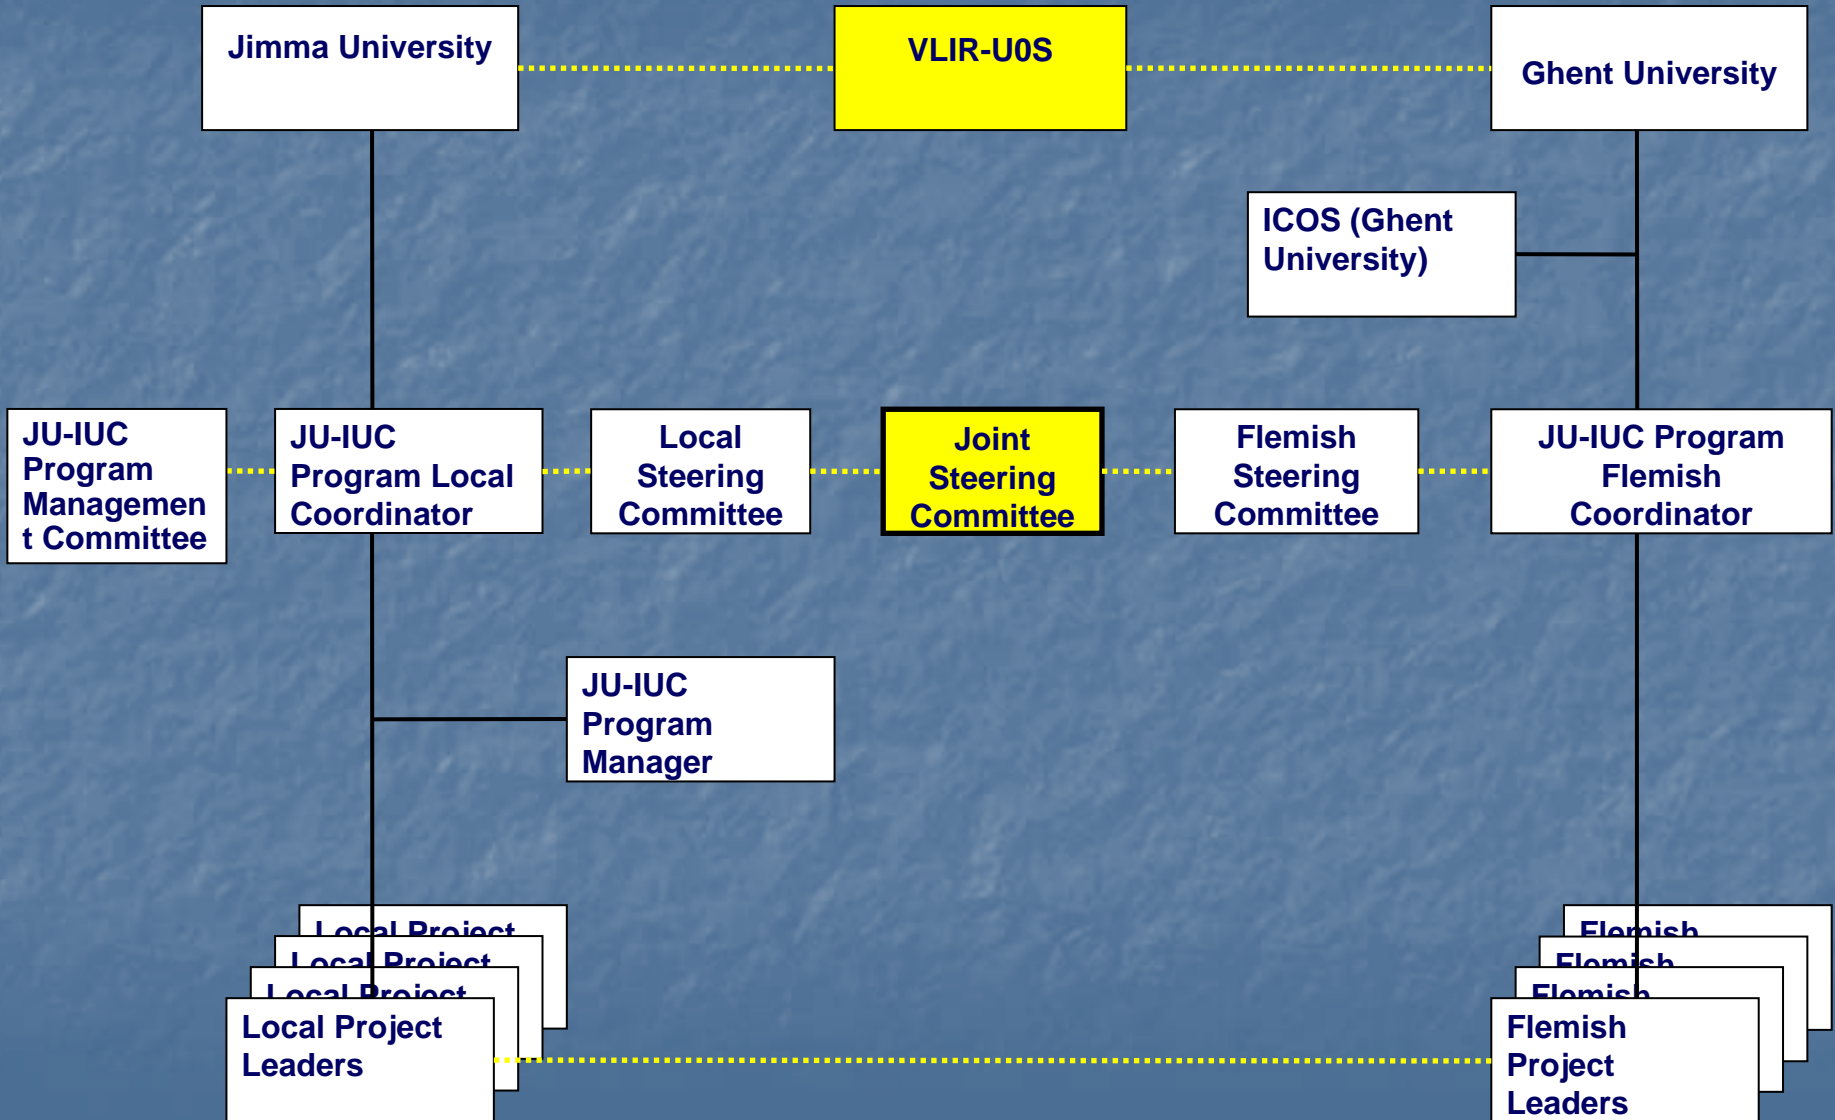 Jimma University
VLIR-U0S
Ghent University
ICOS (Ghent
University)
JU-IUC
Program
Managemen
t Committee
JU-IUC
Program Local
Coordinator
Local
Steering
Committee
Joint
Steering
Committee
Flemish
Steering
Committee
JU-IUC Program
Flemish
Coordinator
JU-IUC
Program
Manager
Local Project
Local Project
Local Project
Local Project
Leaders
Flemish
Flemish
Flemish
Flemish
Project
Leaders